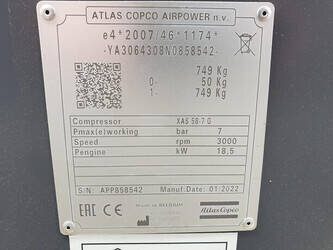 ATLAS COPCO AIRPOWER n.v.
e4*2007/46*1174*
-YA3064308N0858542-
749 Kg
0- 50 Kg
1- 749 Kg
Compressor XAS 58-7 G
Pmax(e)working bar 7
Speed rpm 3000
Pengine kW 18,5
S/N: APP858542 Manuf.Date: 01/2022
EAC CE Made in BELGIUM Atlas Copco